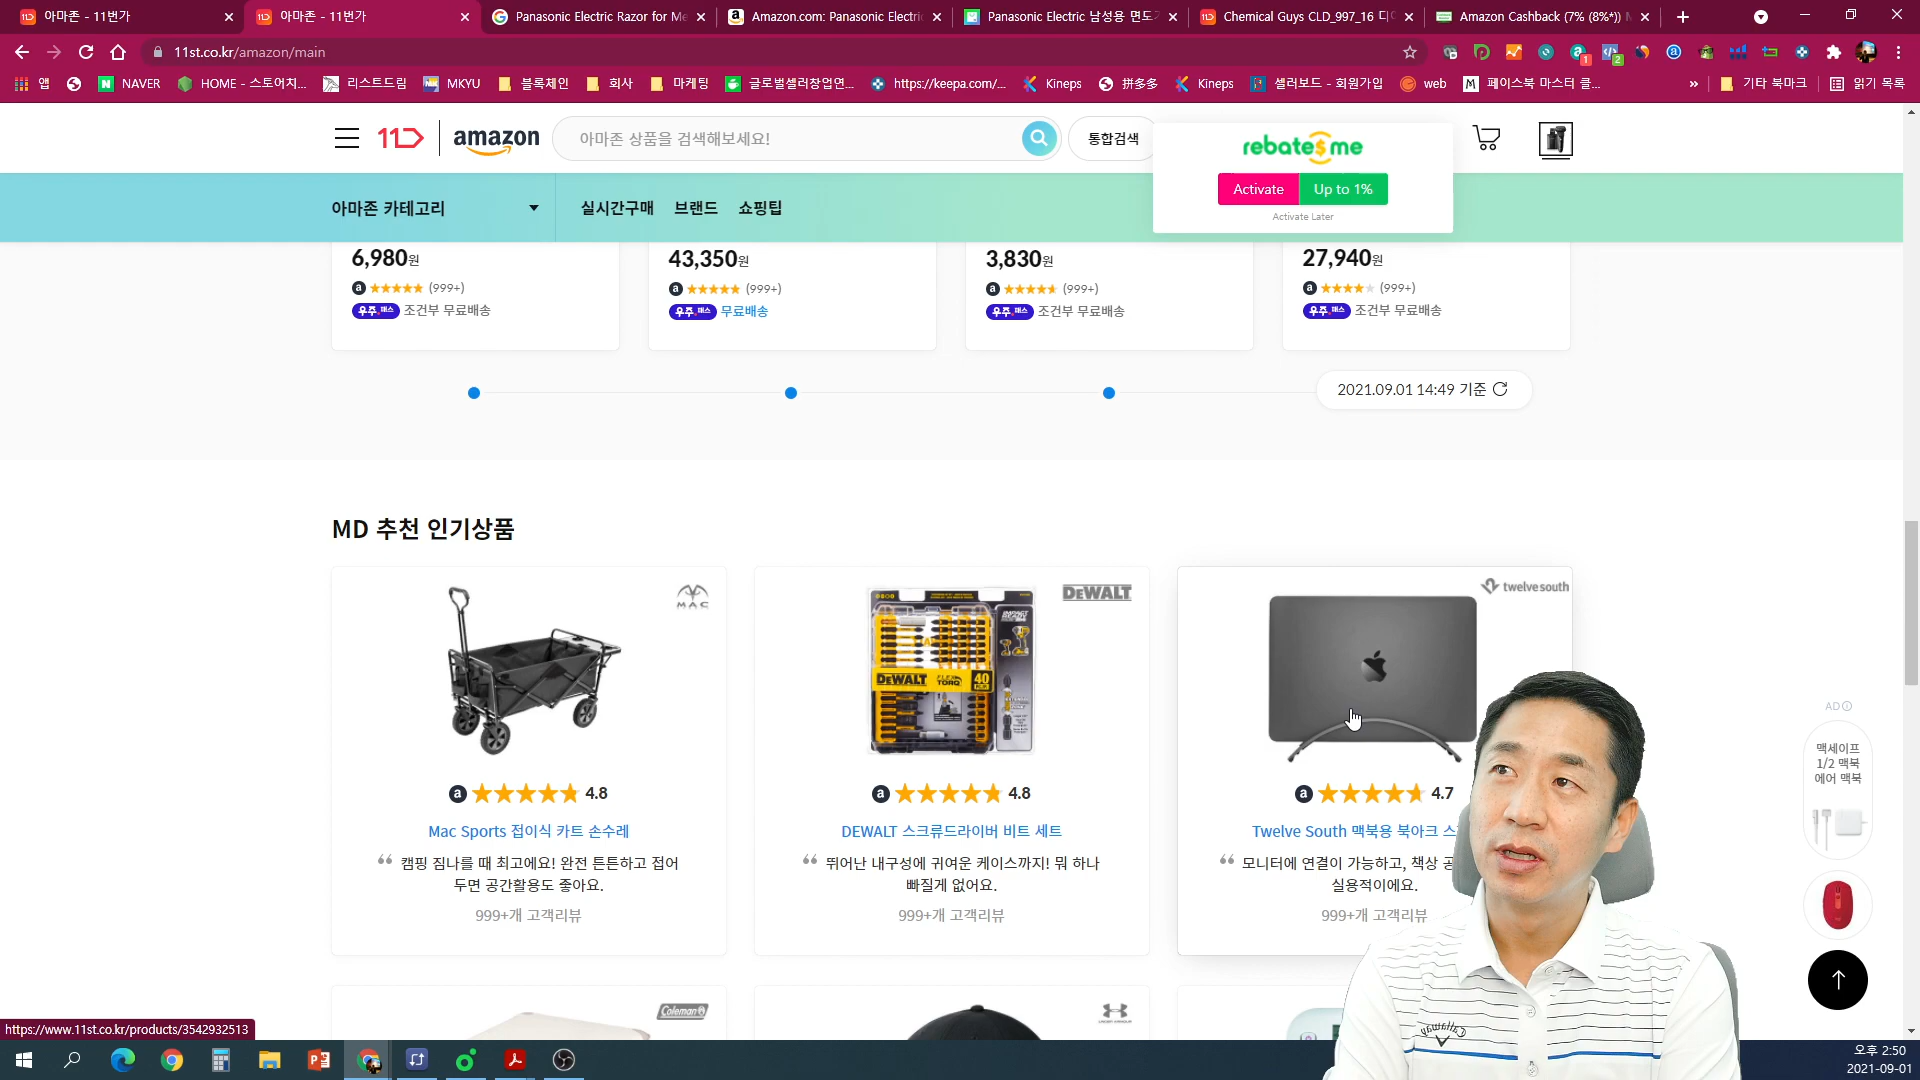 아마존 - 11번가
아마존 - 11번가
Panasonic Electric Razor for Me
Amazon.com: Panasonic Electric
Panasonic Electric 남성용 면도기
Chemical Guys CLD_997_16 디
Amazon Cashback (7% (8%*))
11st.co.kr/amazon/main
1
2
앱
NAVER
HOME - 스토어치...
리스트드림
MKYU
블록체인
회사
마케팅
글로벌셀러창업연...
https://keepa.com/...
Kineps
拼多多
Kineps
셀러보드 - 회원가입
web
페이스북 마스터 클...
»
기타 북마크
읽기 목록
amazon
아마존 상품을 검색해보세요!
통합검색
rebatesme
Activate
Up to 1%
Activate Later
아마존 카테고리
실시간구매
브랜드
쇼핑팁
6,980원
43,350원
3,830원
27,940원
(999+)
(999+)
(999+)
(999+)
우주패스 조건부 무료배송
우주패스 무료배송
우주패스 조건부 무료배송
우주패스 조건부 무료배송
2021.09.01 14:49 기준
MD 추천 인기상품
MAC
DEWALT
twelve south
DEWALT
FLEX TORQ
40
IMPACT READY
4.8
4.8
4.7
Mac Sports 접이식 카트 손수레
DEWALT 스크류드라이버 비트 세트
Twelve South 맥북용 북아크 스
“ 캠핑 짐나를 때 최고에요! 완전 튼튼하고 접어
두면 공간활용도 좋아요.
“ 뛰어난 내구성에 귀여운 케이스까지! 뭐 하나
빠질게 없어요.
“ 모니터에 연결이 가능하고, 책상 공
실용적이에요.
999+개 고객리뷰
999+개 고객리뷰
999+개 고객리뷰
AD
맥세이프
1/2 맥북
에어 맥북
Coleman
UNDER ARMOUR
Callaway
https://www.11st.co.kr/products/3542932513
오후 2:50
2021-09-01